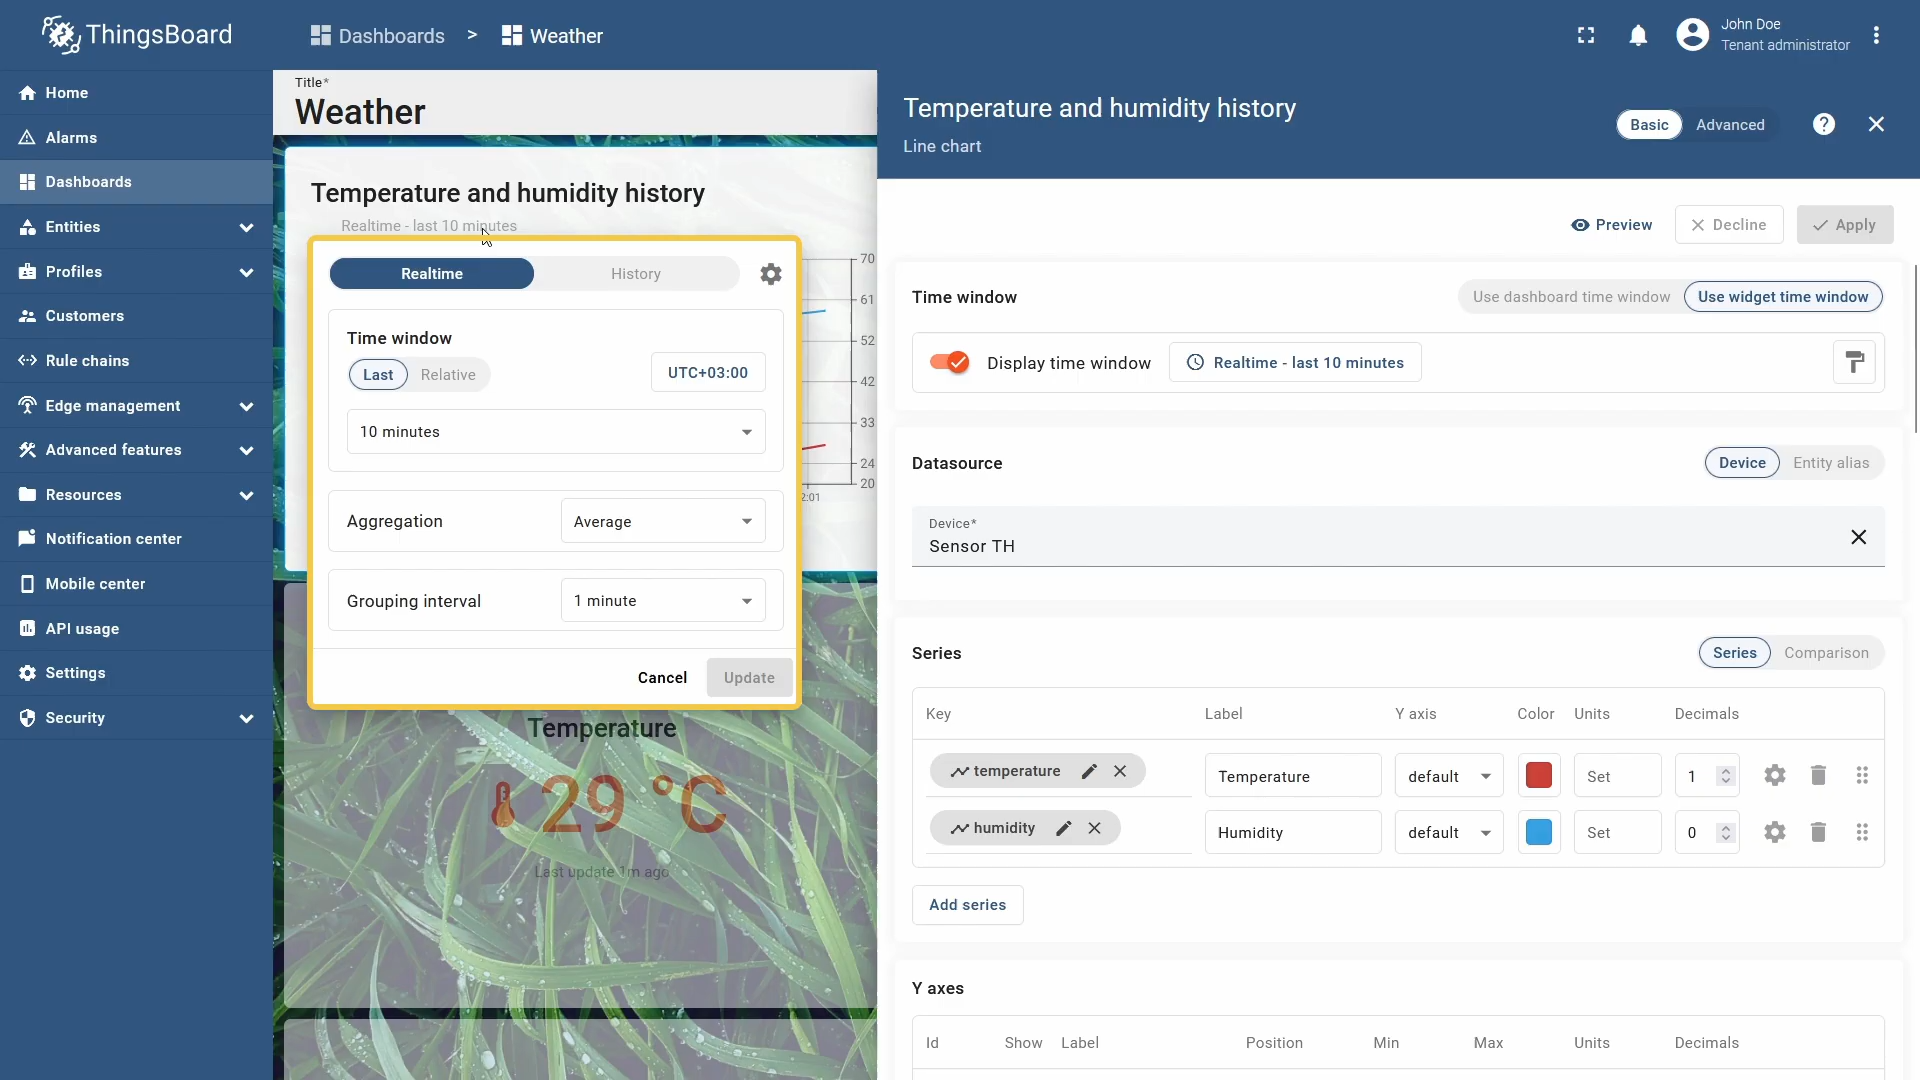 ThingsBoard
Dashboards > Weather
John Doe
Tenant administrator
Home
Alarms
Dashboards
Entities
Profiles
Customers
Rule chains
Edge management
Advanced features
Resources
Notification center
Mobile center
API usage
Settings
Security
Title*
Weather
Temperature and humidity history
Realtime - last 10 minutes
70
61
52
42
33
24
20
2:01
Realtime History
Time window
Last Relative UTC+03:00
10 minutes
Aggregation Average
Grouping interval 1 minute
Cancel Update
Temperature
29 °C
Last update 1m ago
Temperature and humidity history
Line chart
Basic Advanced
Preview Decline Apply
Time window Use dashboard time window Use widget time window
Display time window Realtime - last 10 minutes
Datasource Device Entity alias
Device*
Sensor TH
Series Series Comparison
Key Label Y axis Color Units Decimals
temperature Temperature default Set 1
humidity Humidity default Set 0
Add series
Y axes
Id Show Label Position Min Max Units Decimals